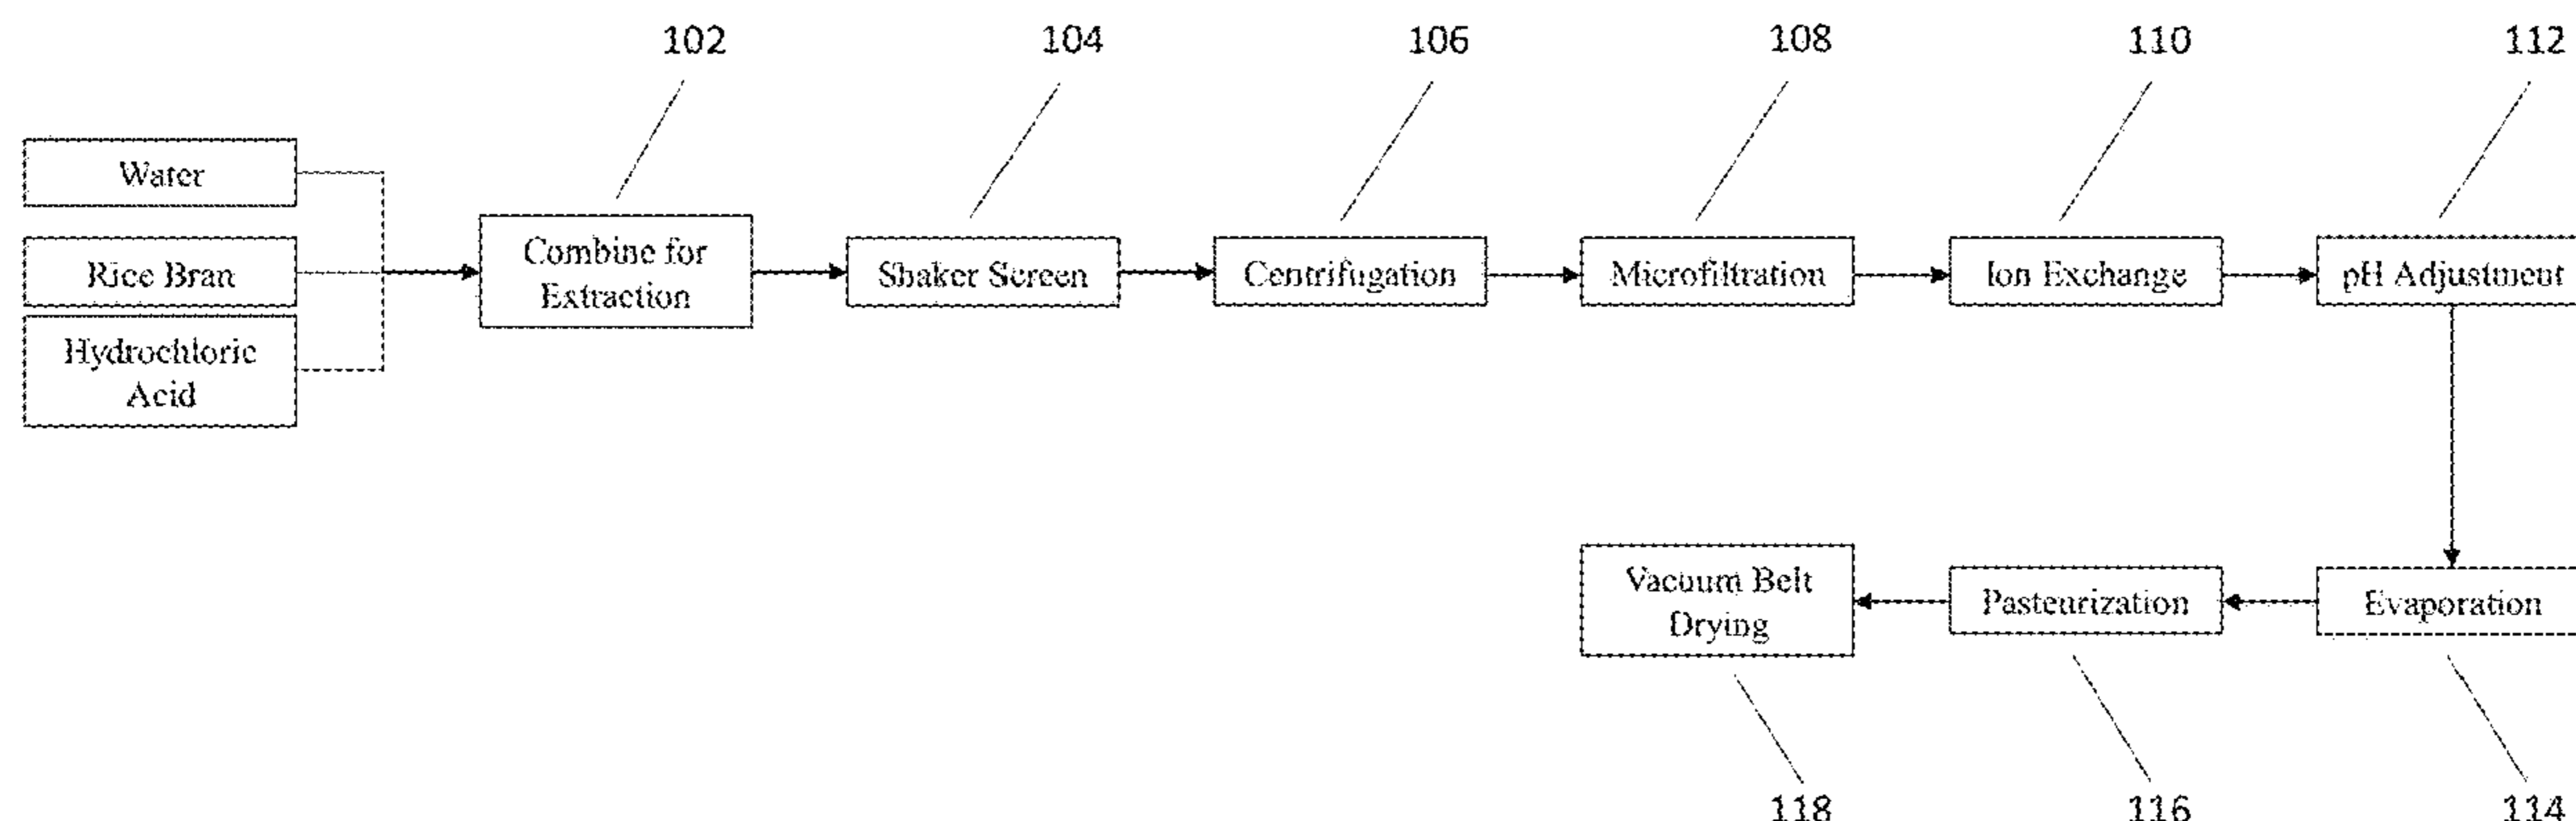 102
104
106
108
110
112
Water
Rice Bran
Hydrochloric
Acid
Combine for
Extraction
Shaker Screen
Centrifugation
Microfiltration
Ion Exchange
pH Adjustment
Vacuum Belt
Drying
Pasteurization
Evaporation
118
116
114